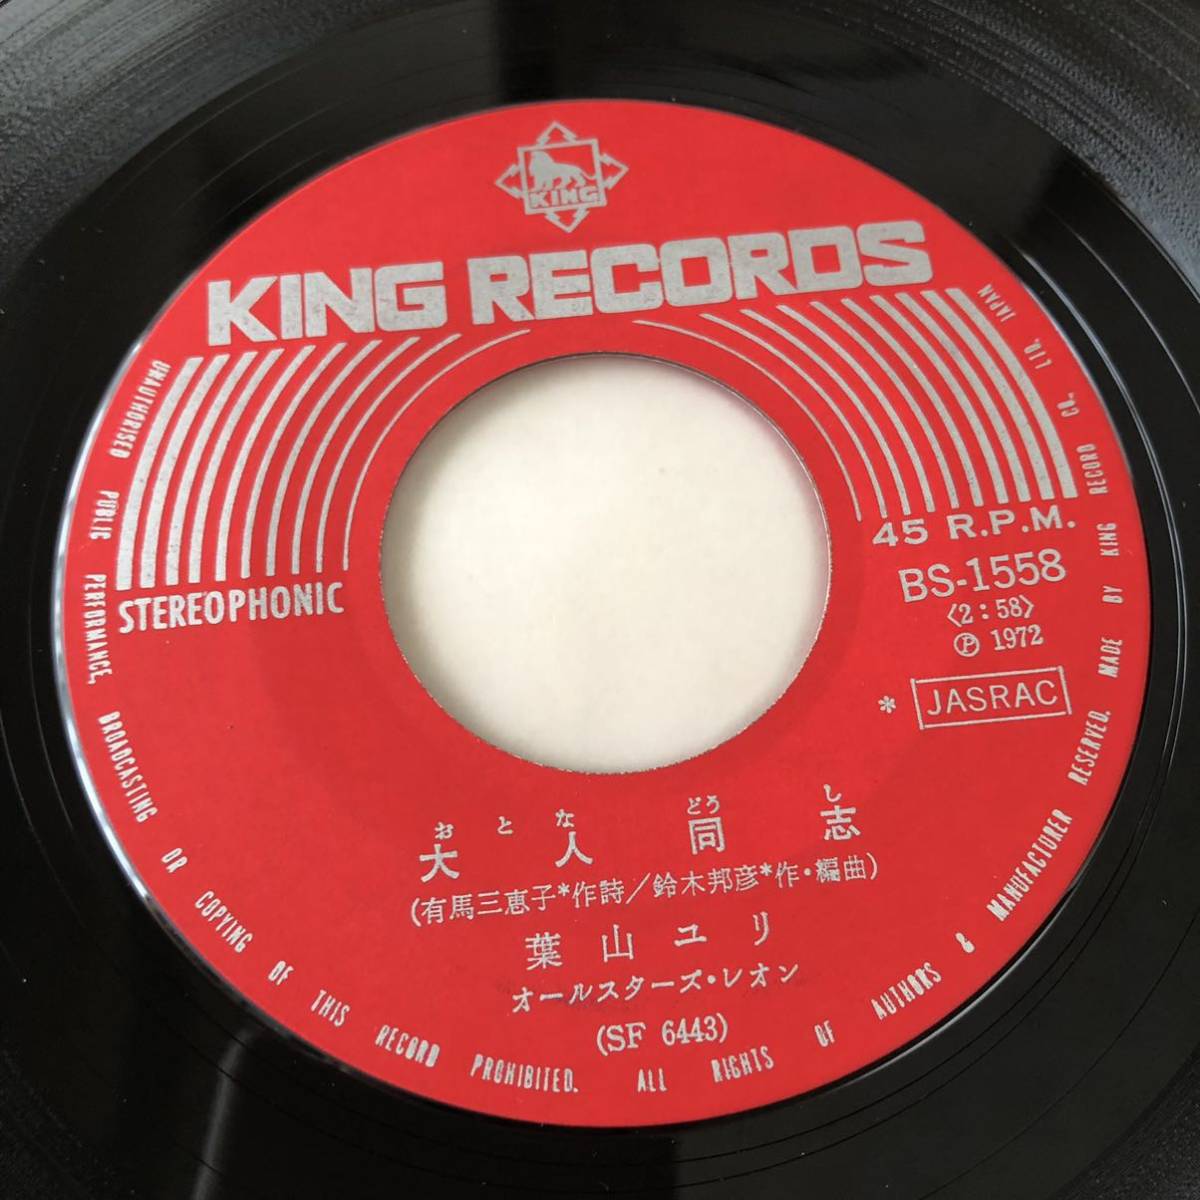 KING
KING RECORDS
STEREOPHONIC
45 R.P.M.
BS-1558
〈2:58〉
Ⓟ 1972
* JASRAC
おとな どうし
大人同志
(有馬三恵子*作詩/鈴木邦彦*作・編曲)
葉山ユリ
オールスターズ・レオン
(SF 6443)
UNAUTHORISED PUBLIC PERFORMANCE, BROADCASTING OR COPYING OF THIS RECORD PROHIBITED. ALL RIGHTS OF AUTHORS & MANUFACTURER RESERVED. MADE BY KING RECORD CO. LTD. JAPAN